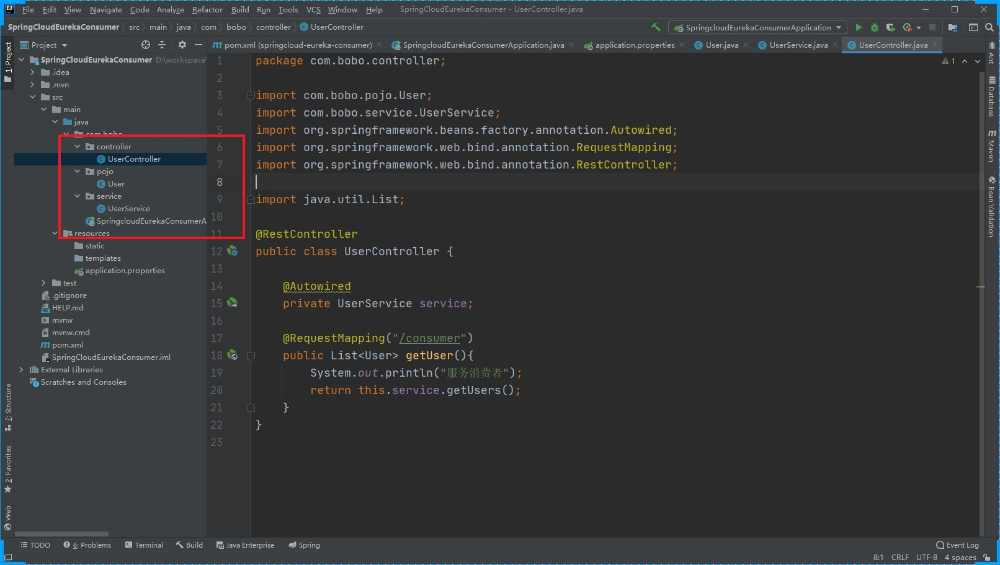 File Edit View Navigate Code Analyze Refactor Build Run Tools VCS Window Help SpringCloudEurekaConsumer - UserController.java
SpringCloudEurekaConsumer src main java com bobo controller UserController
SpringcloudEurekaConsumerApplication
1: Project
Project
pom.xml (springcloud-eureka-consumer) SpringcloudEurekaConsumerApplication.java application.properties User.java UserService.java UserController.java
SpringCloudEurekaConsumer D:\workspace\
.idea
.mvn
src
main
java
com.bobo
controller
UserController
pojo
User
service
UserService
SpringcloudEurekaConsumerA
resources
static
templates
application.properties
test
.gitignore
HELP.md
mvnw
mvnw.cmd
pom.xml
SpringCloudEurekaConsumer.iml
External Libraries
Scratches and Consoles
7: Structure
2: Favorites
Web
1 package com.bobo.controller;
2
3 import com.bobo.pojo.User;
4 import com.bobo.service.UserService;
5 import org.springframework.beans.factory.annotation.Autowired;
6 import org.springframework.web.bind.annotation.RequestMapping;
7 import org.springframework.web.bind.annotation.RestController;
8
9 import java.util.List;
10
11 @RestController
12 public class UserController {
13
14 @Autowired
15 private UserService service;
16
17 @RequestMapping("/consumer")
18 public List<User> getUser(){
19 System.out.println("服务消费者");
20 return this.service.getUsers();
21 }
22 }
23
1
Ant
Database
Maven
Bean Validation
TODO 6: Problems Terminal Build Java Enterprise Spring Event Log
8:1 CRLF UTF-8 4 spaces